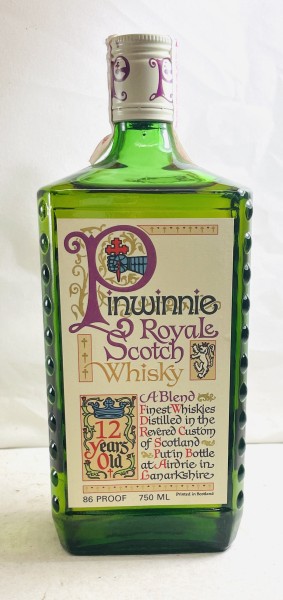 P P
Pinwinnie
Royale
Scotch
Whisky
12
Years
Old
A Blend
Finest Whiskies
Distilled in the
Revered Custom
of Scotland
Put in Bottle
at Airdrie in
Lanarkshire
86 PROOF 750 ML
Printed in Scotland